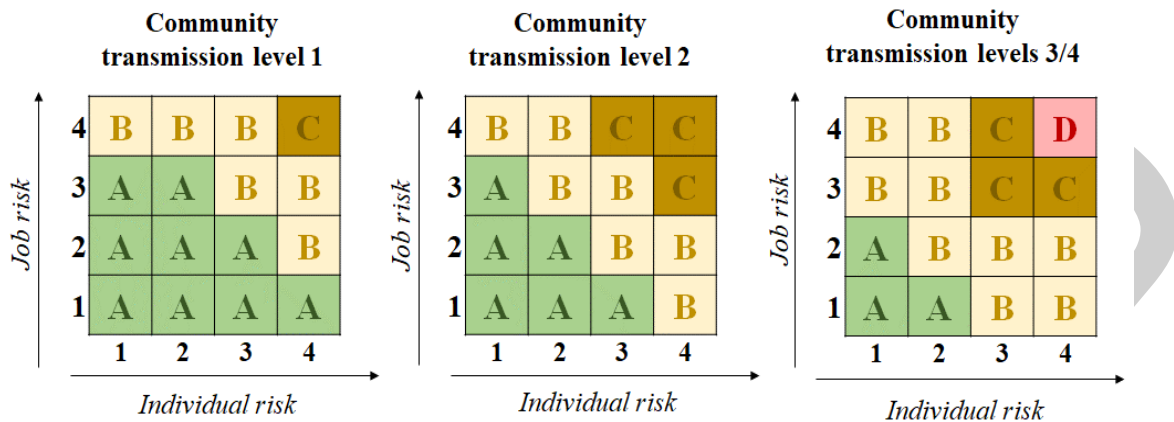 Community
transmission level 1
Job risk
4 B B B C
3 A A B B
2 A A A B
1 A A A A
1 2 3 4
Individual risk
Community
transmission level 2
Job risk
4 B B C C
3 A B B C
2 A A B B
1 A A A B
1 2 3 4
Individual risk
Community
transmission levels 3/4
Job risk
4 B B C D
3 B B C C
2 A B B B
1 A A B B
1 2 3 4
Individual risk